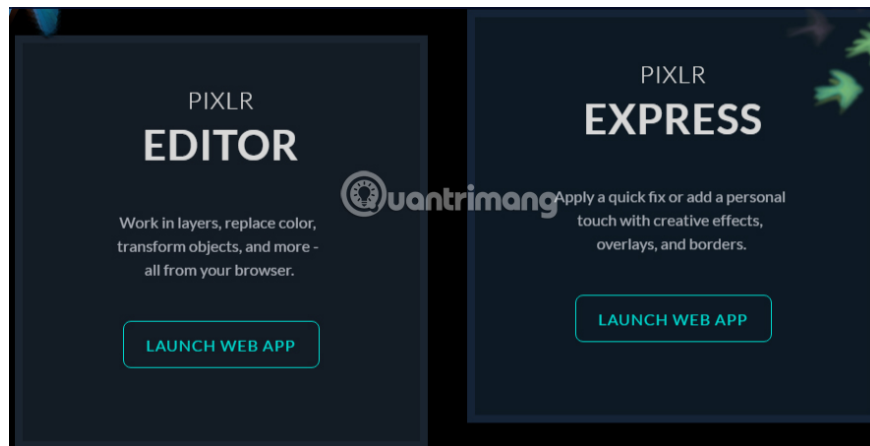 PIXLR
EDITOR
Work in layers, replace color,
transform objects, and more -
all from your browser.
LAUNCH WEB APP
Quantrimang
PIXLR
EXPRESS
Apply a quick fix or add a personal
touch with creative effects,
overlays, and borders.
LAUNCH WEB APP